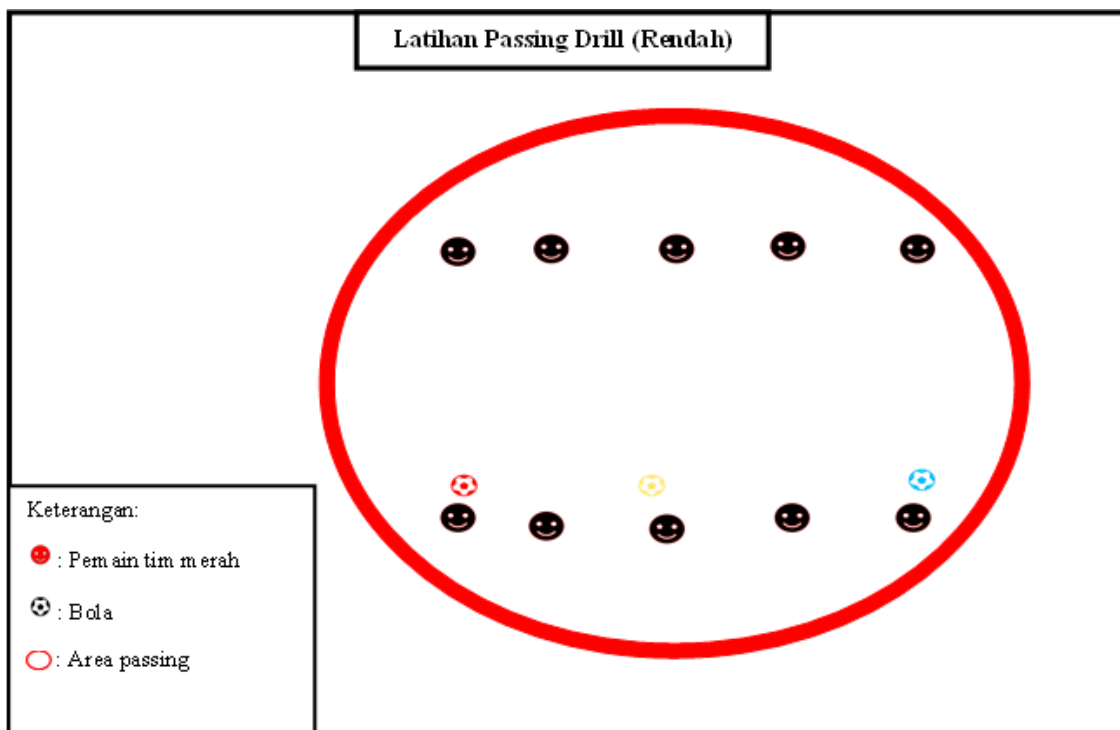 Latihan Passing Drill (Rendah)
Keterangan:
: Pemain tim merah
: Bola
: Area passing